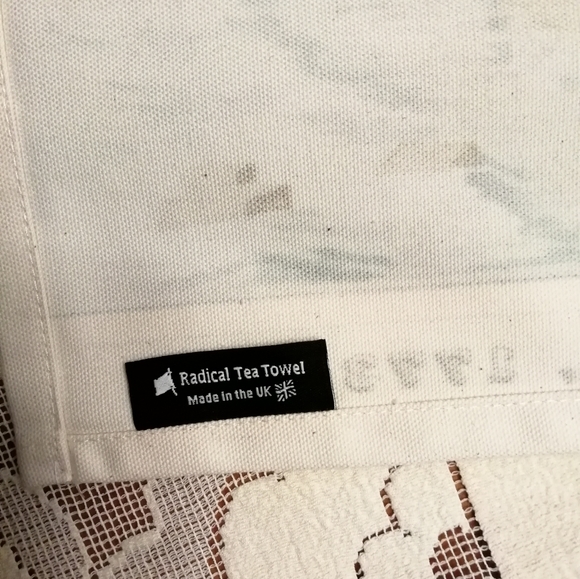 Radical Tea Towel
Made in the UK